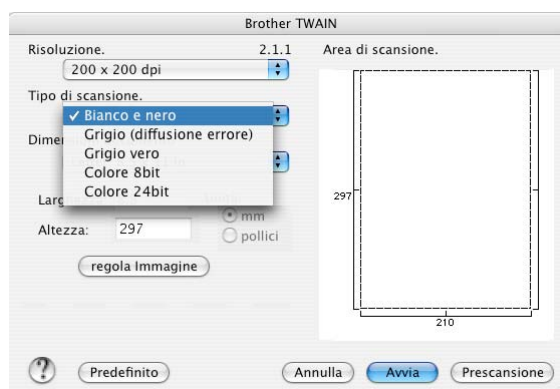 Brother TWAIN
Risoluzione.
2.1.1
200 x 200 dpi
Tipo di scansione.
✓ Bianco e nero
Grigio (diffusione errore)
Grigio vero
Colore 8bit
Colore 24bit
Altezza:
297
mm
pollici
regola Immagine
Area di scansione.
297
210
?
Predefinito
Annulla
Avvia
Prescansione